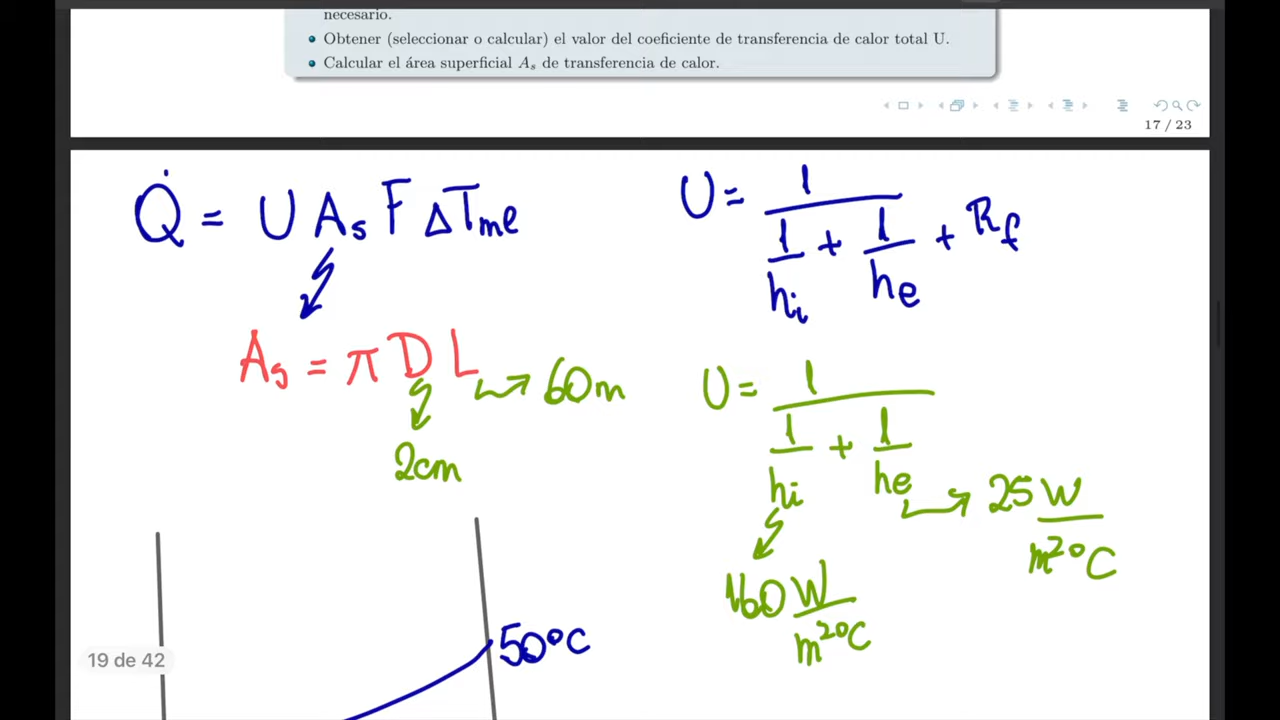 necesario.
Obtener (seleccionar o calcular) el valor del coeficiente de transferencia de calor total U.
Calcular el área superficial Aₛ de transferencia de calor.
17 / 23
Q̇ = U Aₛ F ΔTme
U = 1 / (1/hi + 1/he + Rf)
Aₛ = π D L
60m
2cm
U = 1 / (1/hi + 1/he)
25 W/m²°C
160 W/m²°C
50°C
19 de 42